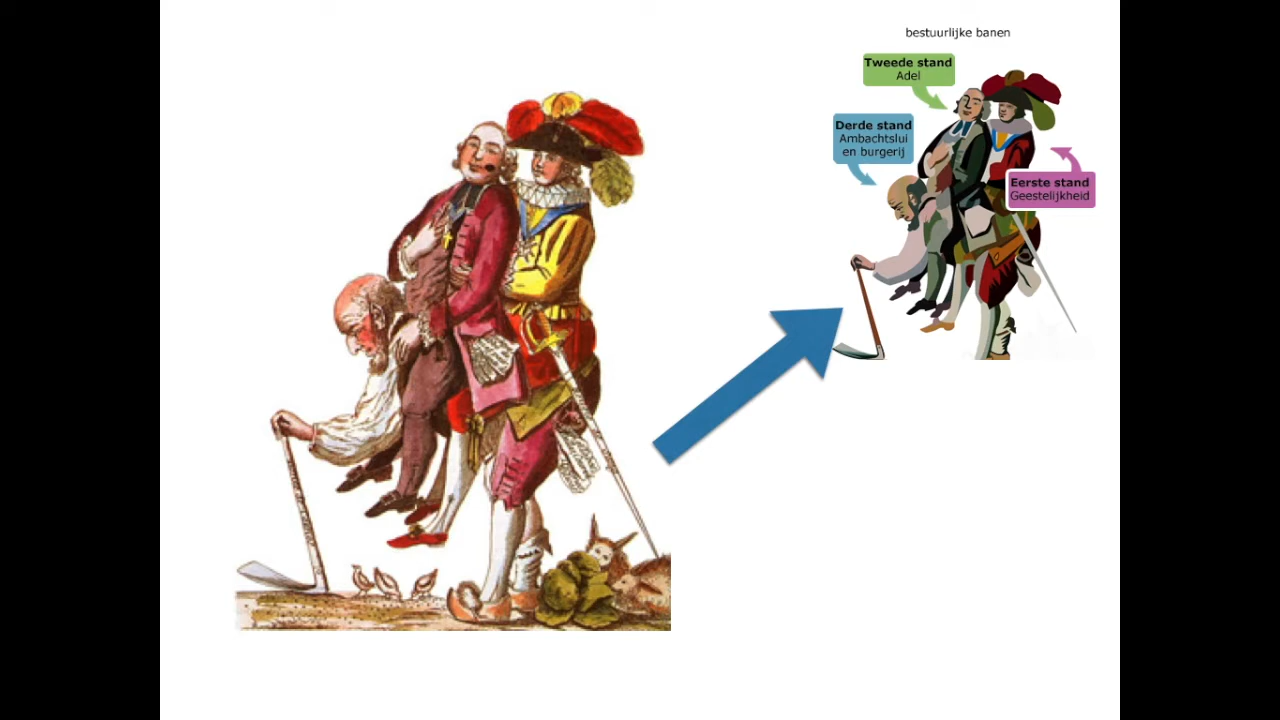 bestuurlijke banen
Tweede stand
Adel
Derde stand
Ambachtslui
en burgerij
Eerste stand
Geestelijkheid